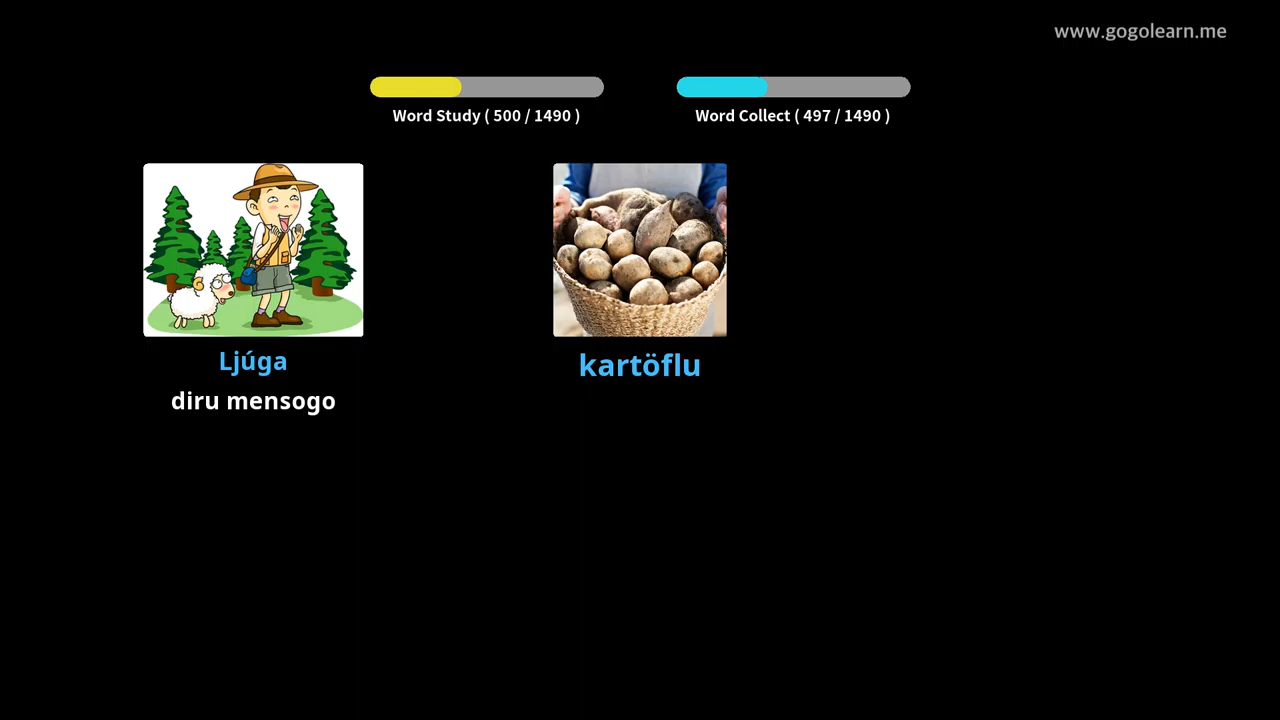 www.gogolearn.me
Word Study ( 500 / 1490 )
Word Collect ( 497 / 1490 )
Ljúga
diru mensogo
kartöflu